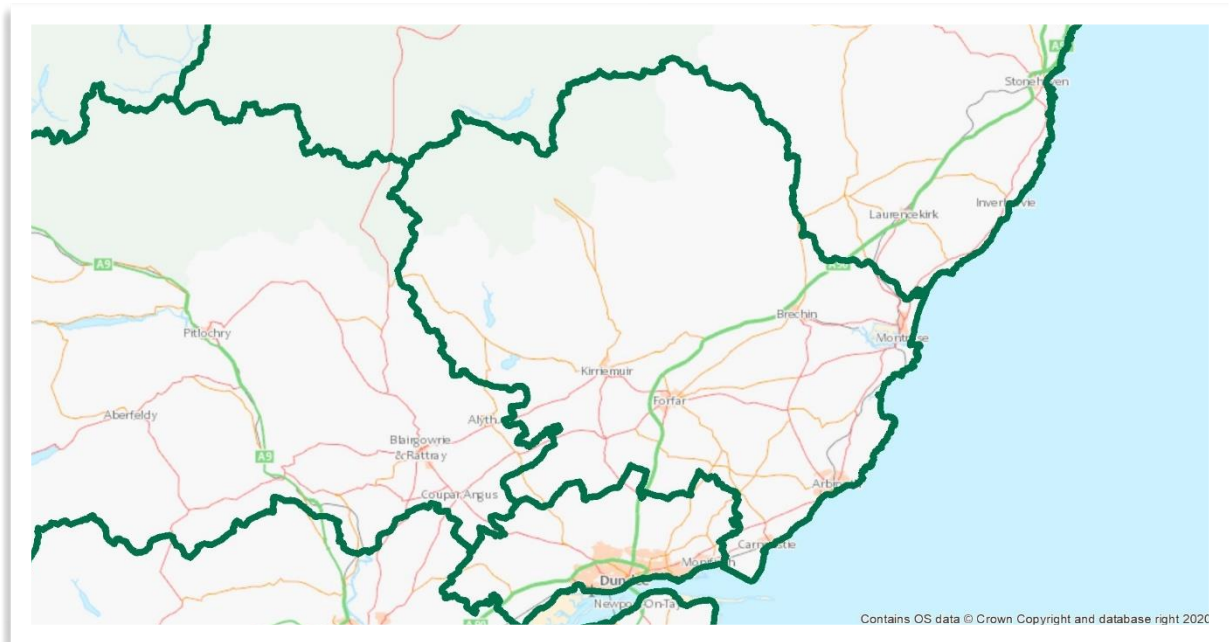 Stonehaven
Laurencekirk
A9
Brechin
Pitlochry
Montrose
Kirriemuir
Forfar
Aberfeldy
Alyth
Blairgowrie
& Rattray
A9
Coupar Angus
Carnoustie
Dundee
Newport-On-Tay
Contains OS data © Crown Copyright and database right 2020